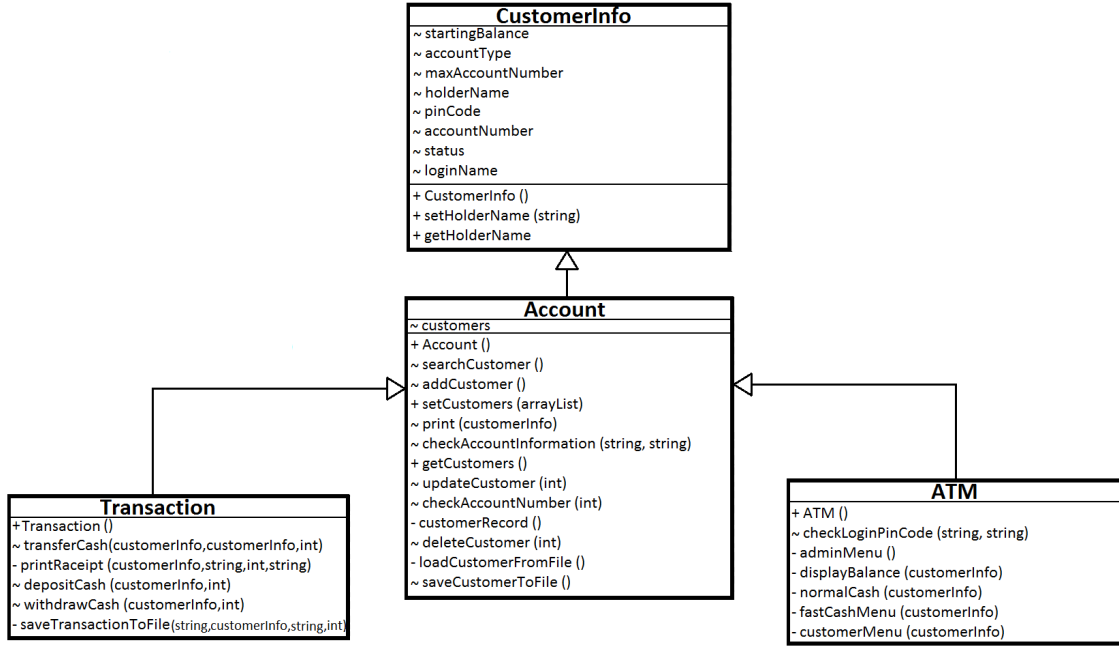 CustomerInfo
~ startingBalance
~ accountType
~ maxAccountNumber
~ holderName
~ pinCode
~ accountNumber
~ status
~ loginName
+ CustomerInfo ()
+ setHolderName (string)
+ getHolderName
Account
~ customers
+ Account ()
~ searchCustomer ()
~ addCustomer ()
+ setCustomers (arrayList)
~ print (customerInfo)
~ checkAccountInformation (string, string)
+ getCustomers ()
~ updateCustomer (int)
~ checkAccountNumber (int)
- customerRecord ()
~ deleteCustomer (int)
- loadCustomerFromFile ()
~ saveCustomerToFile ()
Transaction
+Transaction ()
~ transferCash(customerInfo,customerInfo,int)
- printRaceipt (customerInfo,string,int,string)
~ depositCash (customerInfo,int)
~ withdrawCash (customerInfo,int)
- saveTransactionToFile(string,customerInfo,string,int)
ATM
+ ATM ()
~ checkLoginPinCode (string, string)
- adminMenu ()
- displayBalance (customerInfo)
- normalCash (customerInfo)
- fastCashMenu (customerInfo)
- customerMenu (customerInfo)